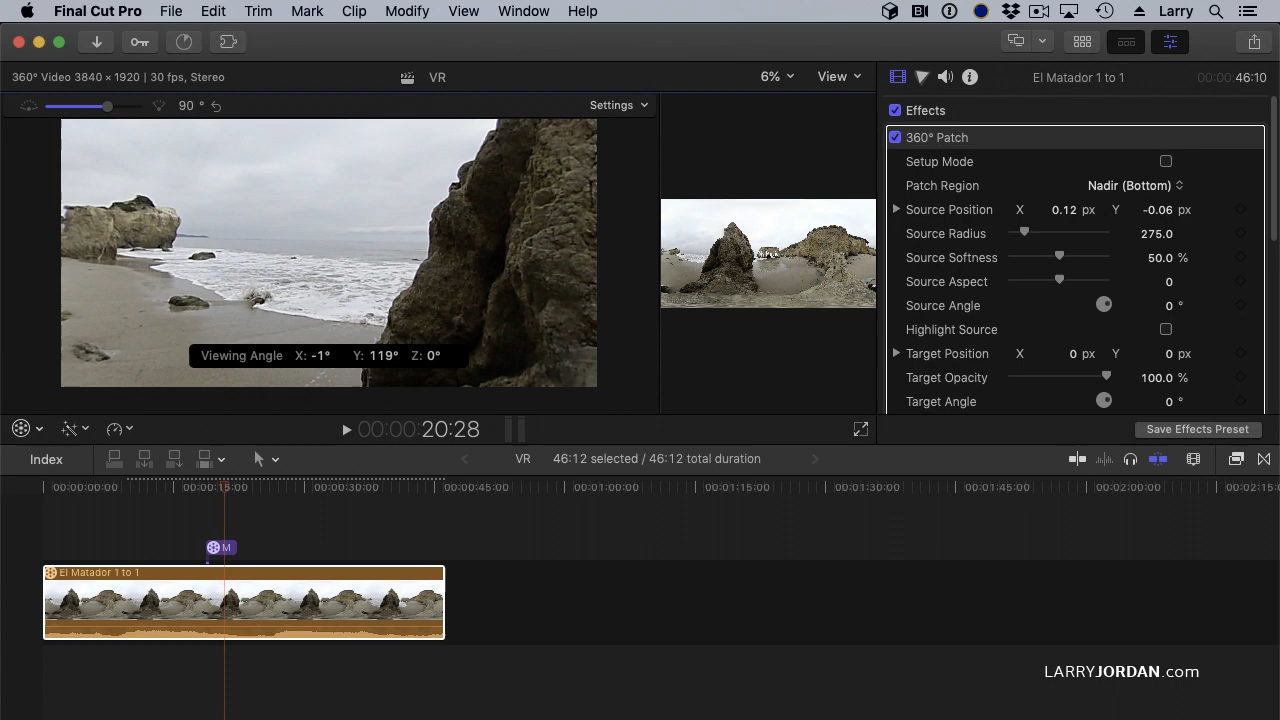 Final Cut Pro File Edit Trim Mark Clip Modify View Window Help Larry
360° Video 3840 × 1920 | 30 fps, Stereo VR 6% View
El Matador 1 to 1 00:00:46:10
90 ° Settings
Effects
360° Patch
Setup Mode
Patch Region Nadir (Bottom)
Source Position X 0.12 px Y -0.06 px
Source Radius 275.0
Source Softness 50.0 %
Source Aspect 0
Source Angle 0 °
Highlight Source
Target Position X 0 px Y 0 px
Target Opacity 100.0 %
Target Angle 0 °
Viewing Angle X: -1° Y: 119° Z: 0°
00:00:20:28
Save Effects Preset
Index VR 46:12 selected / 46:12 total duration
00:00:00:00 00:00:15:00 00:00:30:00 00:00:45:00 00:01:00:00 00:01:15:00 00:01:30:00 00:01:45:00 00:02:00:00 00:02:15:0
M
El Matador 1 to 1
LARRYJORDAN.com